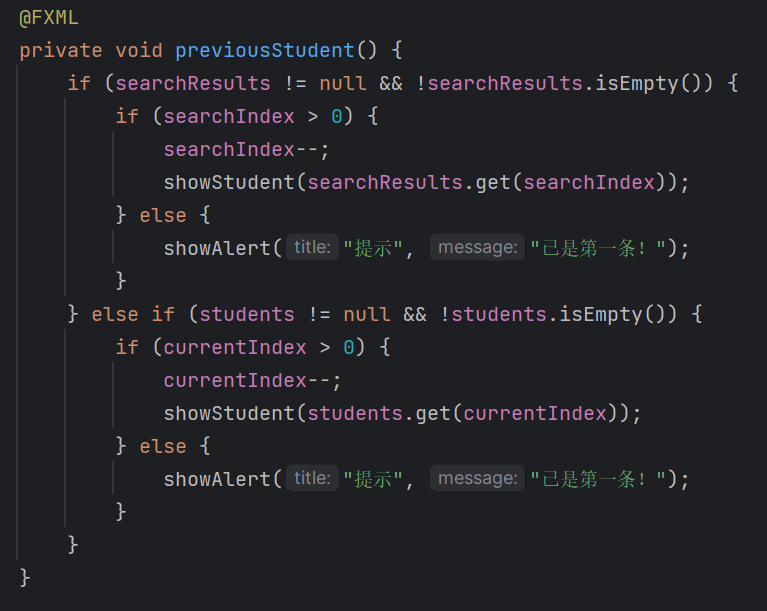 @FXML
private void previousStudent() {
    if (searchResults != null && !searchResults.isEmpty()) {
        if (searchIndex > 0) {
            searchIndex--;
            showStudent(searchResults.get(searchIndex));
        } else {
            showAlert( title: "提示", message: "已是第一条！");
        }
    } else if (students != null && !students.isEmpty()) {
        if (currentIndex > 0) {
            currentIndex--;
            showStudent(students.get(currentIndex));
        } else {
            showAlert( title: "提示", message: "已是第一条！");
        }
    }
}